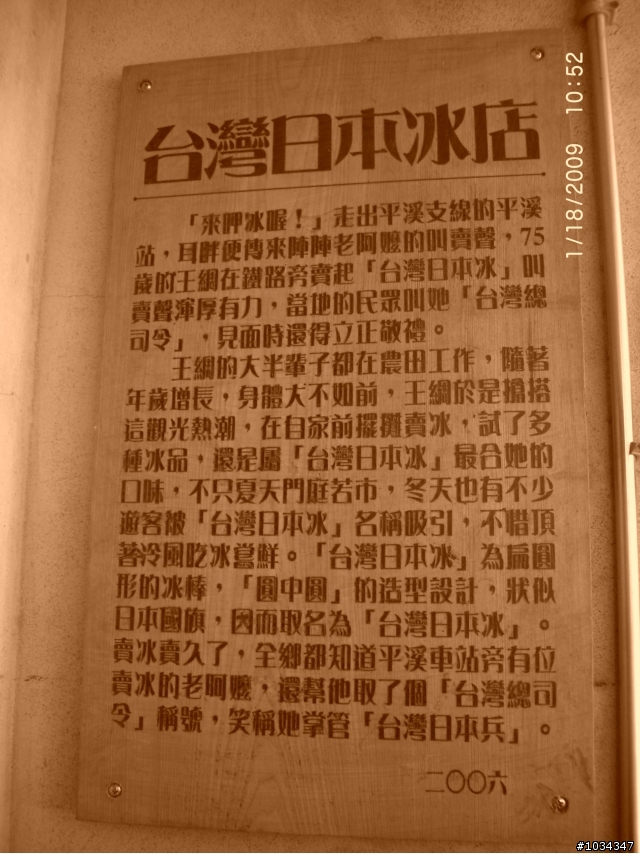 台灣日本冰店
「來呷冰喔！」走出平溪支線的平溪
站，耳畔便傳來陣陣老阿嬤的叫賣聲，75
歲的王綢在鐵路旁賣起「台灣日本冰」叫
賣聲渾厚有力，當地的民眾叫她「台灣總
司令」，見面時還得立正敬禮。
王綢的大半輩子都在農田工作，隨著
年歲增長，身體大不如前，王綢於是搶搭
這觀光熱潮，在自家前擺攤賣冰，試了多
種冰品，還是屬「台灣日本冰」最合她的
口味，不只夏天門庭若市，冬天也有不少
遊客被「台灣日本冰」名稱吸引，不惜頂
著冷風吃冰嘗鮮。「台灣日本冰」為扁圓
形的冰棒，「圓中圓」的造型設計，狀似
日本國旗，因而取名為「台灣日本冰」。
賣冰賣久了，全鄉都知道平溪車站旁有位
賣冰的老阿嬤，還幫他取了個「台灣總司
令」稱號，笑稱她掌管「台灣日本兵」。
二〇〇六
1/18/2009 10:52
#1034347